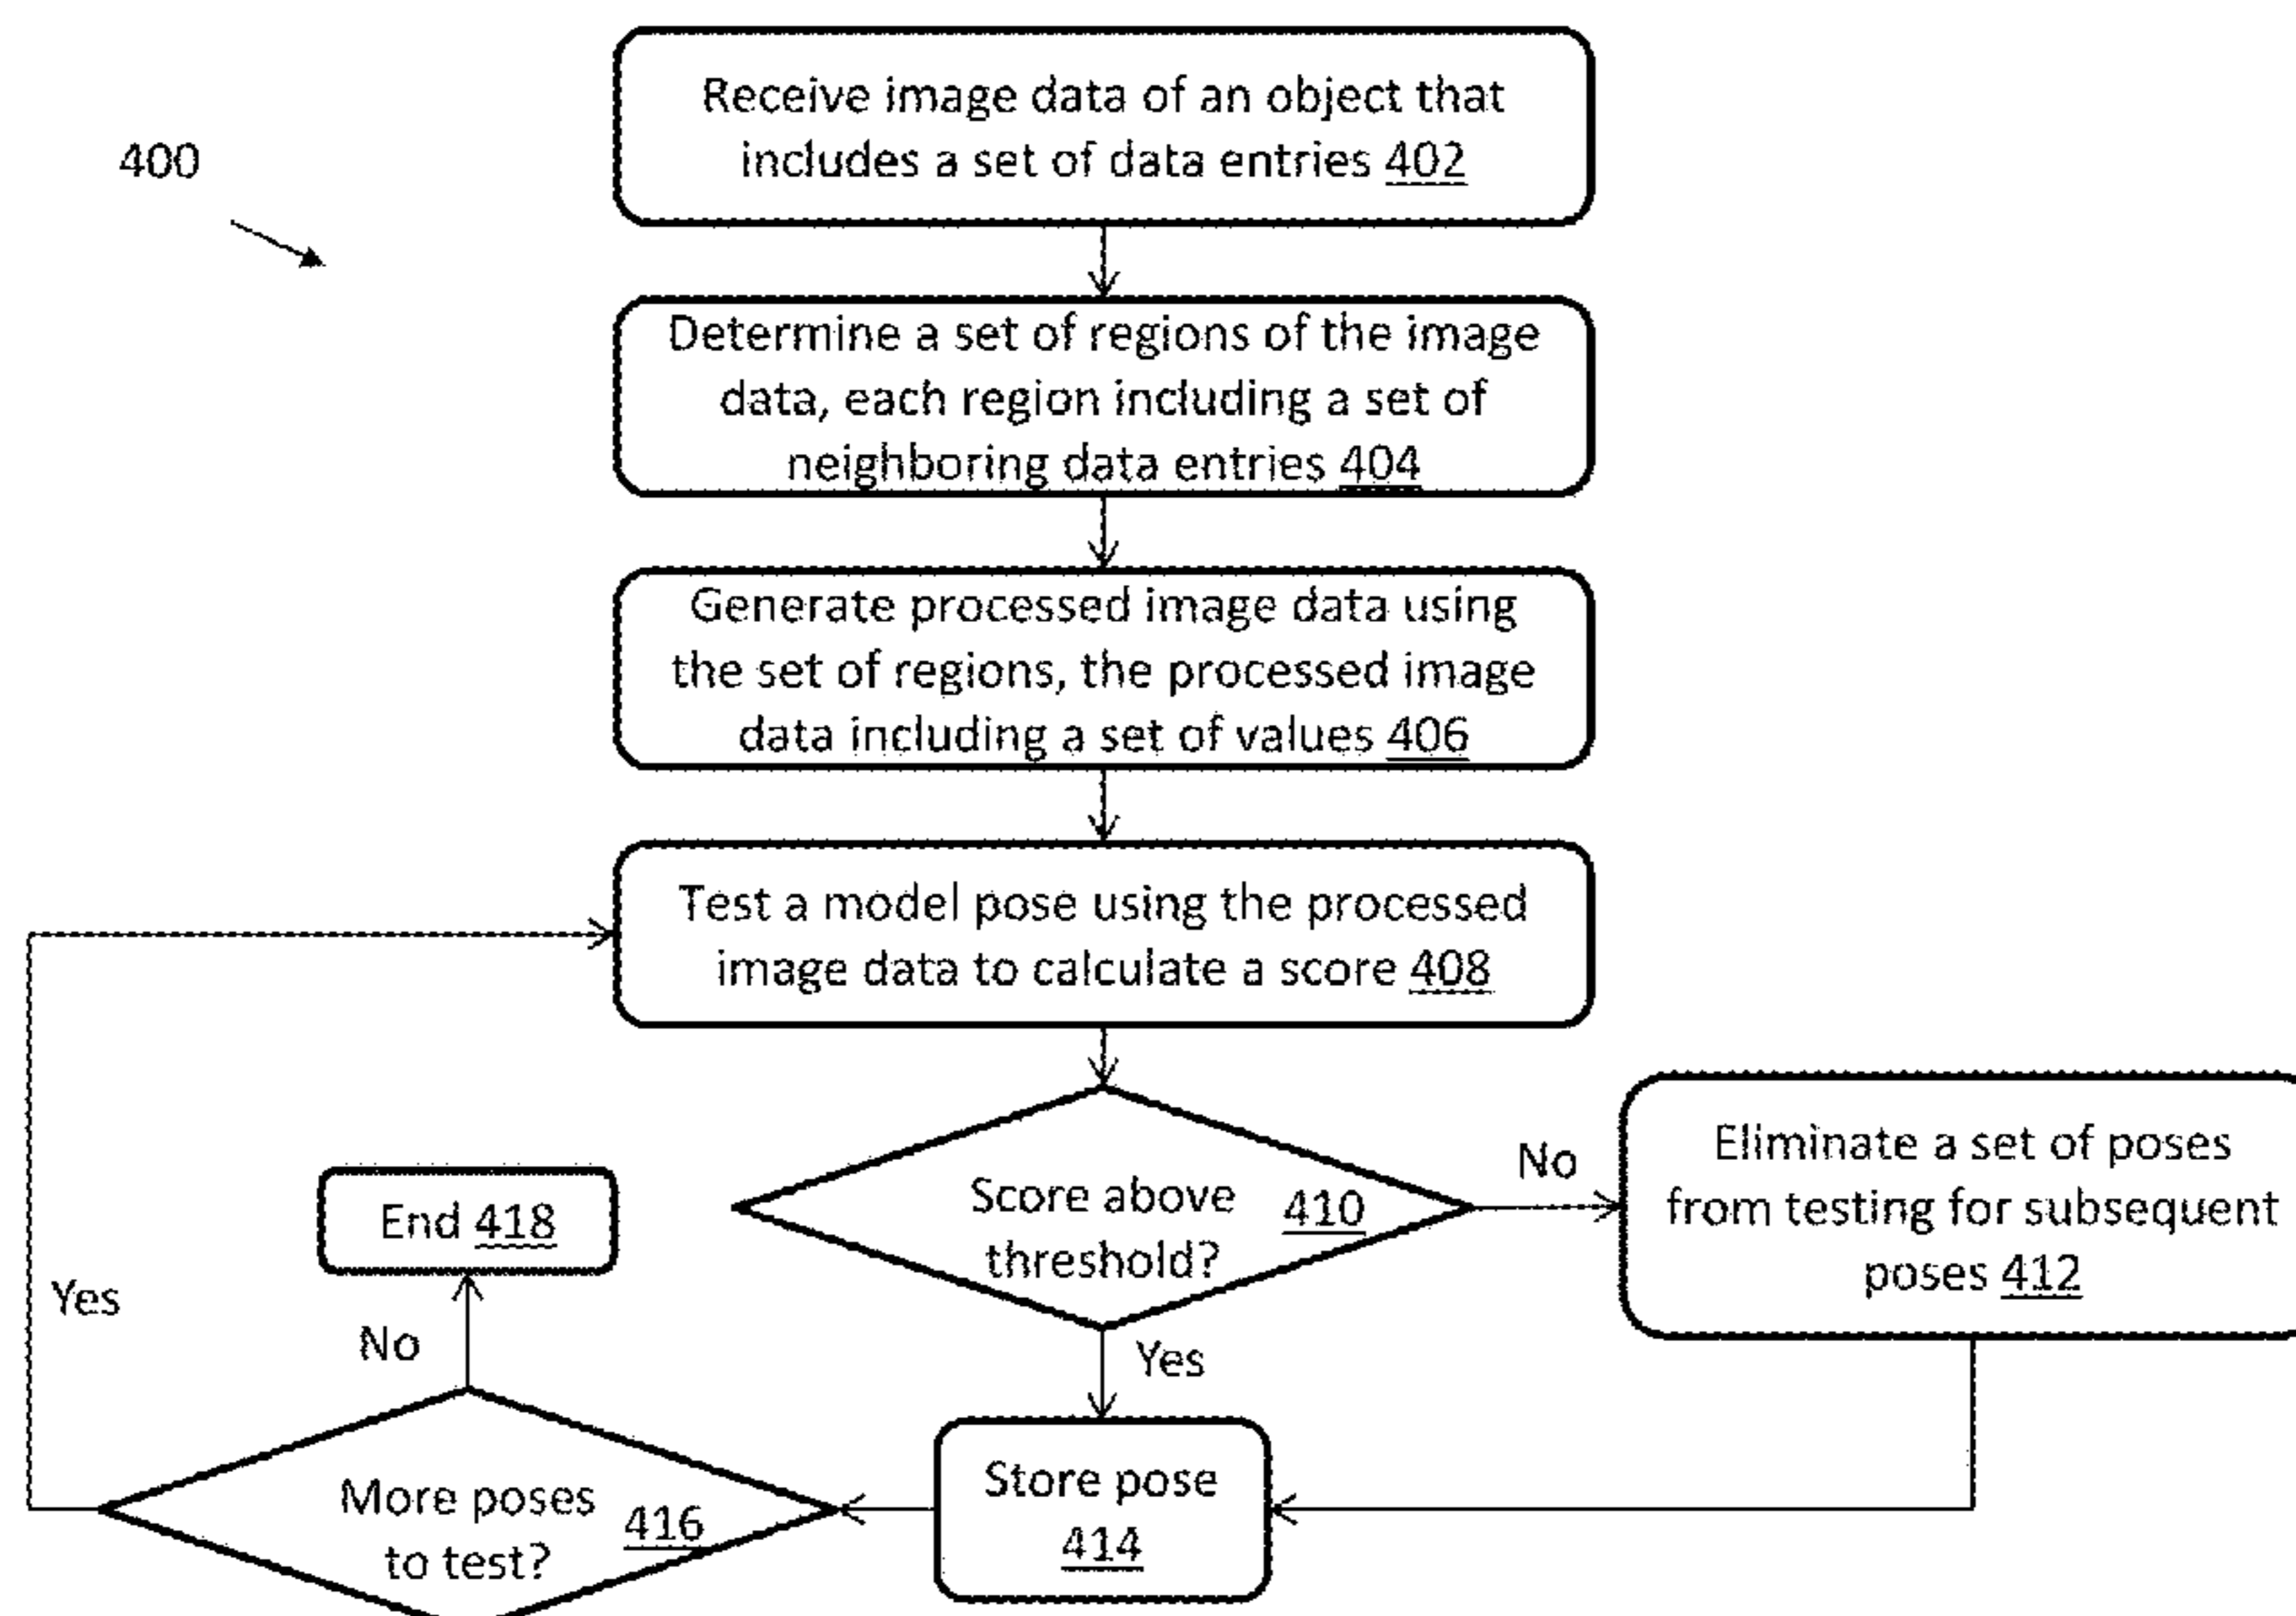 400
Receive image data of an object that
includes a set of data entries 402
Determine a set of regions of the image
data, each region including a set of
neighboring data entries 404
Generate processed image data using
the set of regions, the processed image
data including a set of values 406
Test a model pose using the processed
image data to calculate a score 408
Score above
threshold?
410
No
Eliminate a set of poses
from testing for subsequent
poses 412
Yes
Store pose
414
More poses
to test?
416
No
End 418
Yes